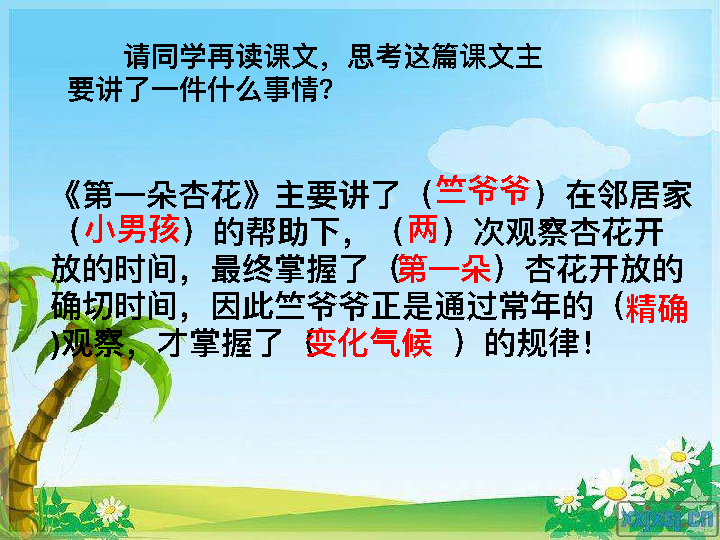 请同学再读课文，思考这篇课文主
要讲了一件什么事情？
《第一朵杏花》主要讲了（竺爷爷）在邻居家
（小男孩）的帮助下，（两）次观察杏花开
放的时间，最终掌握了（第一朵）杏花开放的
确切时间，因此竺爷爷正是通过常年的（精确
)观察，才掌握了（变化气候 ）的规律！
xxjxsj.cn